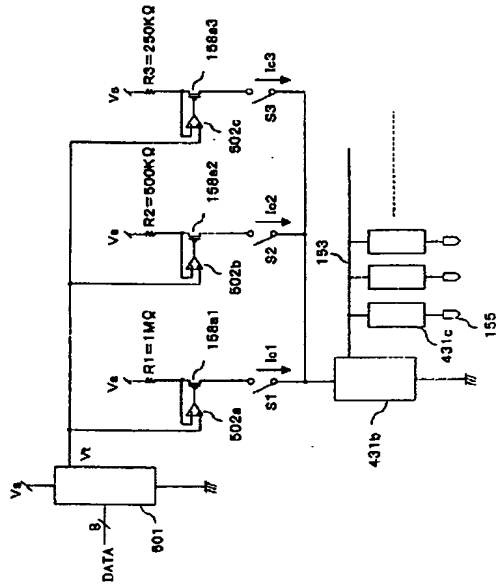 Vs
Vs
Vs
R1=1MΩ
R2=500KΩ
R3=250KΩ
Vs
Vt
8
DATA
501
502a
158a1
502b
158a2
502c
158a3
S1
Ic1
S2
Ic2
S3
Ic3
153
431b
431c
155